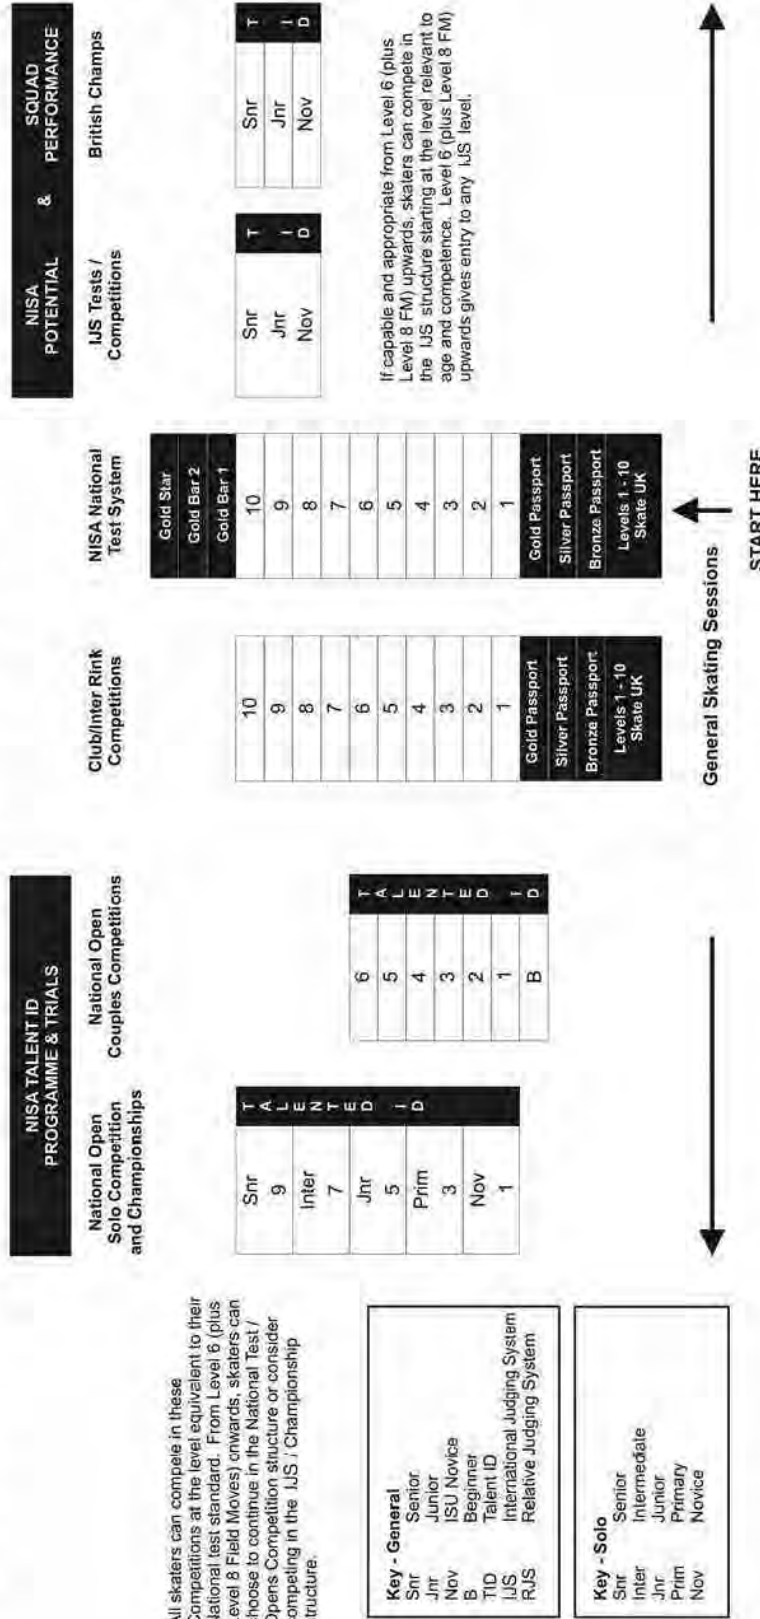 NISA TALENT ID
PROGRAMME & TRIALS
NISA POTENTIAL & SQUAD PERFORMANCE
All skaters can compete in these
Competitions at the level equivalent to their
National test standard. From Level 6 (plus
Level 8 Field Moves) onwards, skaters can
choose to continue in the National Test /
Opens Competition structure or consider
competing in the IJS / Championship
structure.
Key - General
Snr Senior
Jnr Junior
Nov ISU Novice
B Beginner
TID Talent ID
IJS International Judging System
RJS Relative Judging System
Key - Solo
Snr Senior
Inter Intermediate
Jnr Junior
Prim Primary
Nov Novice
National Open
Solo Competition
and Championships
Snr
9
Inter
7
Jnr
5
Prim
3
Nov
1
TALENTED ID
National Open
Couples Competitions
6
5
4
3
2
1
B
TALENTED ID
Club/Inter Rink
Competitions
10
9
8
7
6
5
4
3
2
1
Gold Passport
Silver Passport
Bronze Passport
Levels 1 - 10
Skate UK
NISA National
Test System
Gold Star
Gold Bar 2
Gold Bar 1
10
9
8
7
6
5
4
3
2
1
Gold Passport
Silver Passport
Bronze Passport
Levels 1 - 10
Skate UK
General Skating Sessions
START HERE
IJS Tests /
Competitions
Snr
Jnr
Nov
TID
British Champs
Snr
Jnr
Nov
TID
If capable and appropriate from Level 6 (plus
Level 8 FM) upwards, skaters can compete in
the IJS structure starting at the level relevant to
age and competence. Level 6 (plus Level 8 FM)
upwards gives entry to any IJS level.